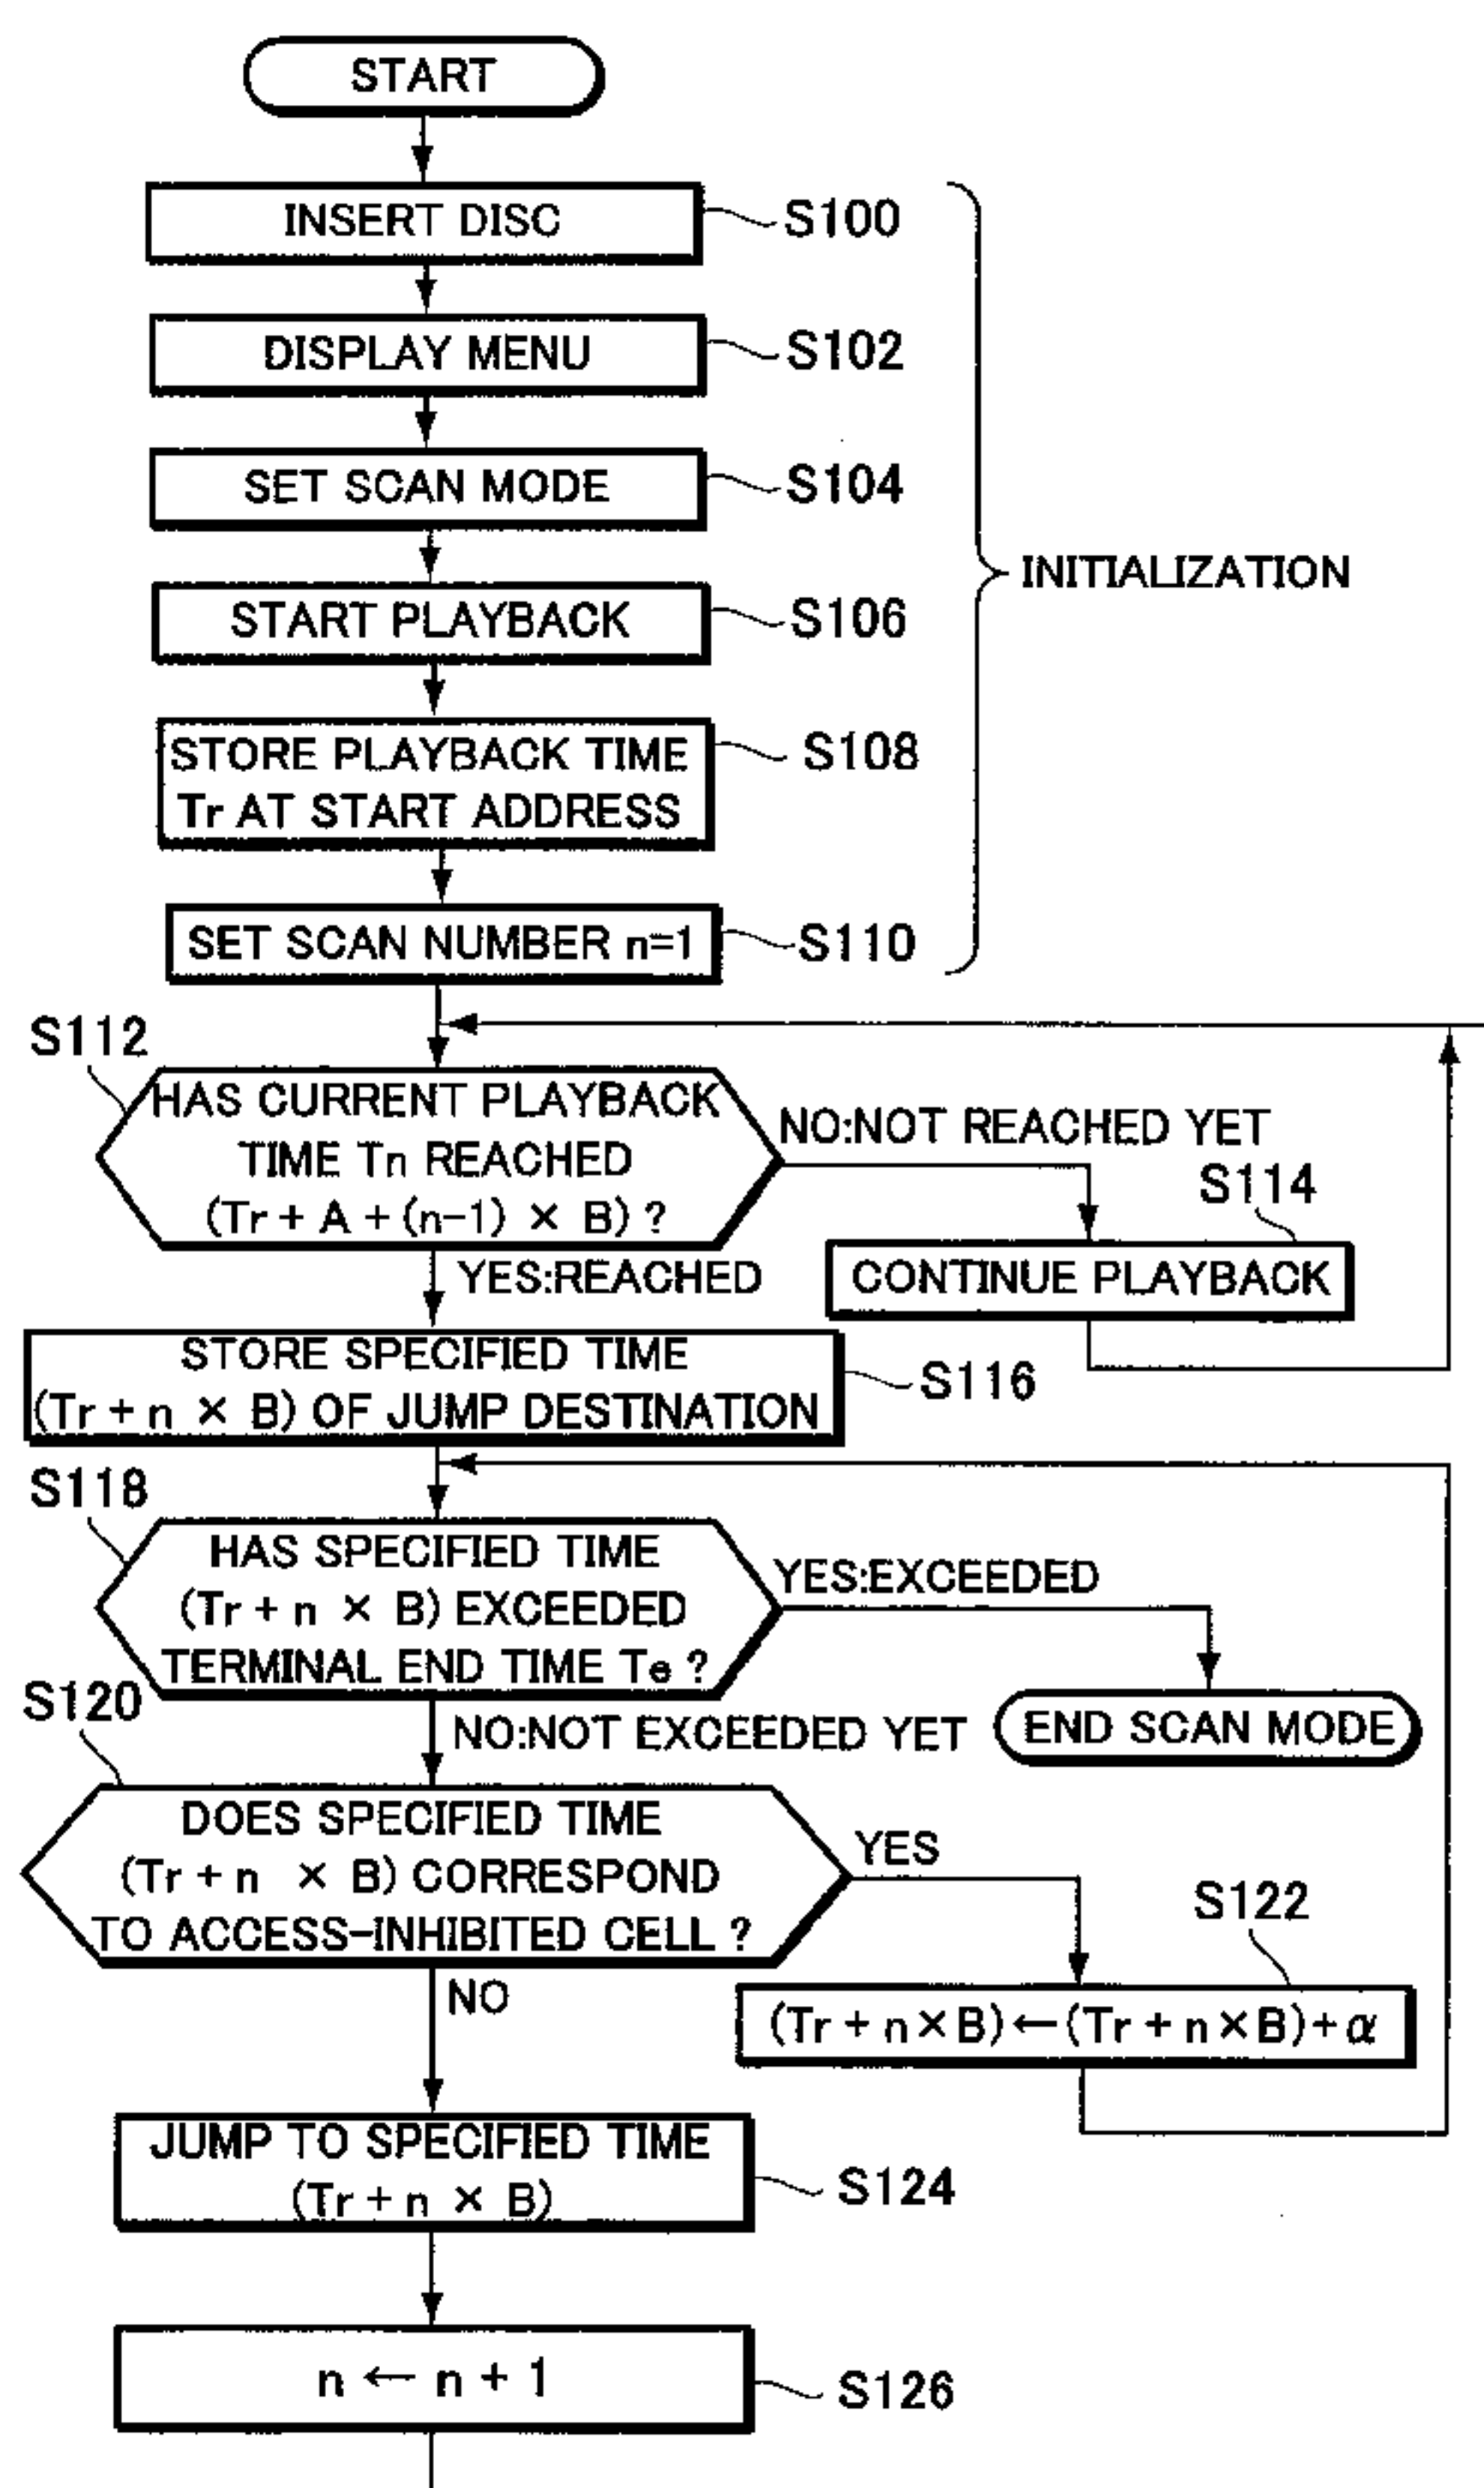 START
INSERT DISC
S100
DISPLAY MENU
S102
SET SCAN MODE
S104
INITIALIZATION
START PLAYBACK
S106
STORE PLAYBACK TIME
Tr AT START ADDRESS
S108
SET SCAN NUMBER n=1
S110
S112
HAS CURRENT PLAYBACK
TIME Tn REACHED
(Tr + A + (n-1) × B) ?
NO:NOT REACHED YET
S114
CONTINUE PLAYBACK
YES:REACHED
STORE SPECIFIED TIME
(Tr + n × B) OF JUMP DESTINATION
S116
S118
HAS SPECIFIED TIME
(Tr + n × B) EXCEEDED
TERMINAL END TIME Te ?
YES:EXCEEDED
END SCAN MODE
NO:NOT EXCEEDED YET
S120
DOES SPECIFIED TIME
(Tr + n × B) CORRESPOND
TO ACCESS-INHIBITED CELL ?
YES
S122
(Tr + n × B) ← (Tr + n × B) + α
NO
JUMP TO SPECIFIED TIME
(Tr + n × B)
S124
n ← n + 1
S126